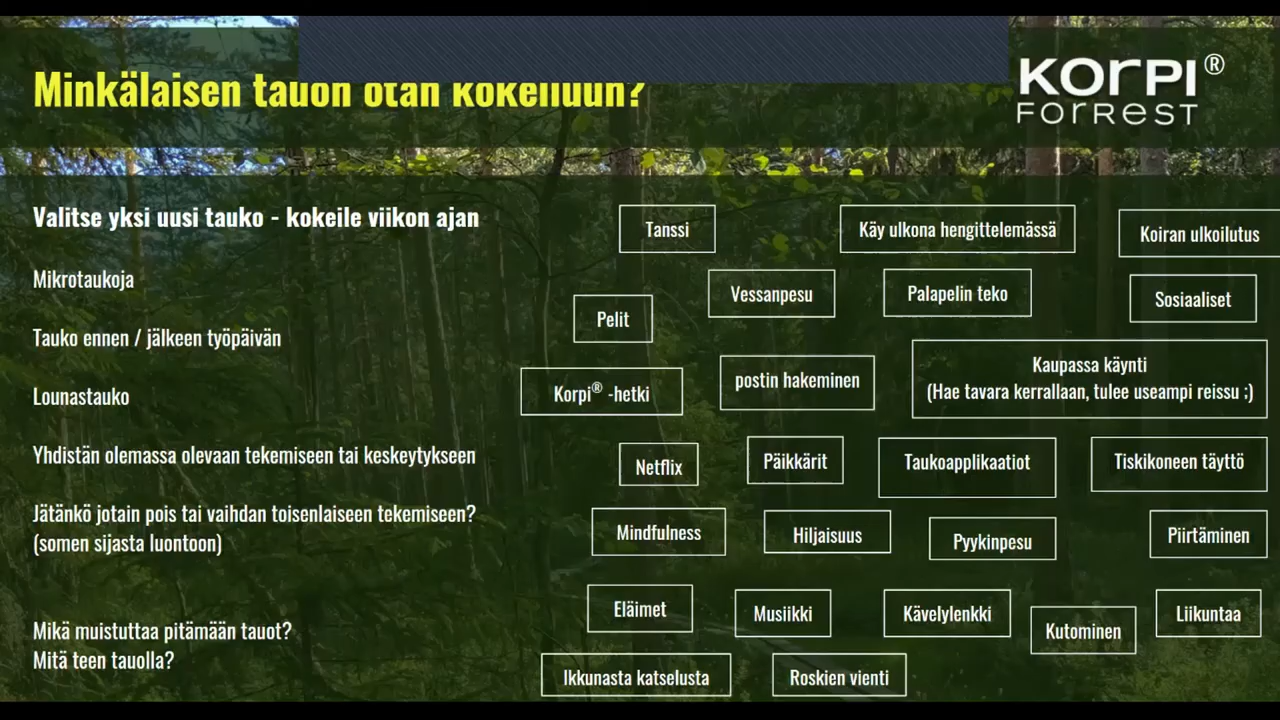 Minkälaisen tauon otan kokeiluun?
KORPI®
FORREST
Valitse yksi uusi tauko - kokeile viikon ajan
Mikrotaukoja
Tauko ennen / jälkeen työpäivän
Lounastauko
Yhdistän olemassa olevaan tekemiseen tai keskeytykseen
Jätänkö jotain pois tai vaihdan toisenlaiseen tekemiseen?
(somen sijasta luontoon)
Mikä muistuttaa pitämään tauot?
Mitä teen tauolla?
Tanssi
Käy ulkona hengittelemässä
Koiran ulkoilutus
Vessanpesu
Palapelin teko
Sosiaaliset
Pelit
Kaupassa käynti
(Hae tavara kerrallaan, tulee useampi reissu ;)
Korpi® -hetki
postin hakeminen
Netflix
Päikkärit
Taukoapplikaatiot
Tiskikoneen täyttö
Mindfulness
Hiljaisuus
Pyykinpesu
Piirtäminen
Eläimet
Musiikki
Kävelylenkki
Kutominen
Liikuntaa
Ikkunasta katselusta
Roskien vienti